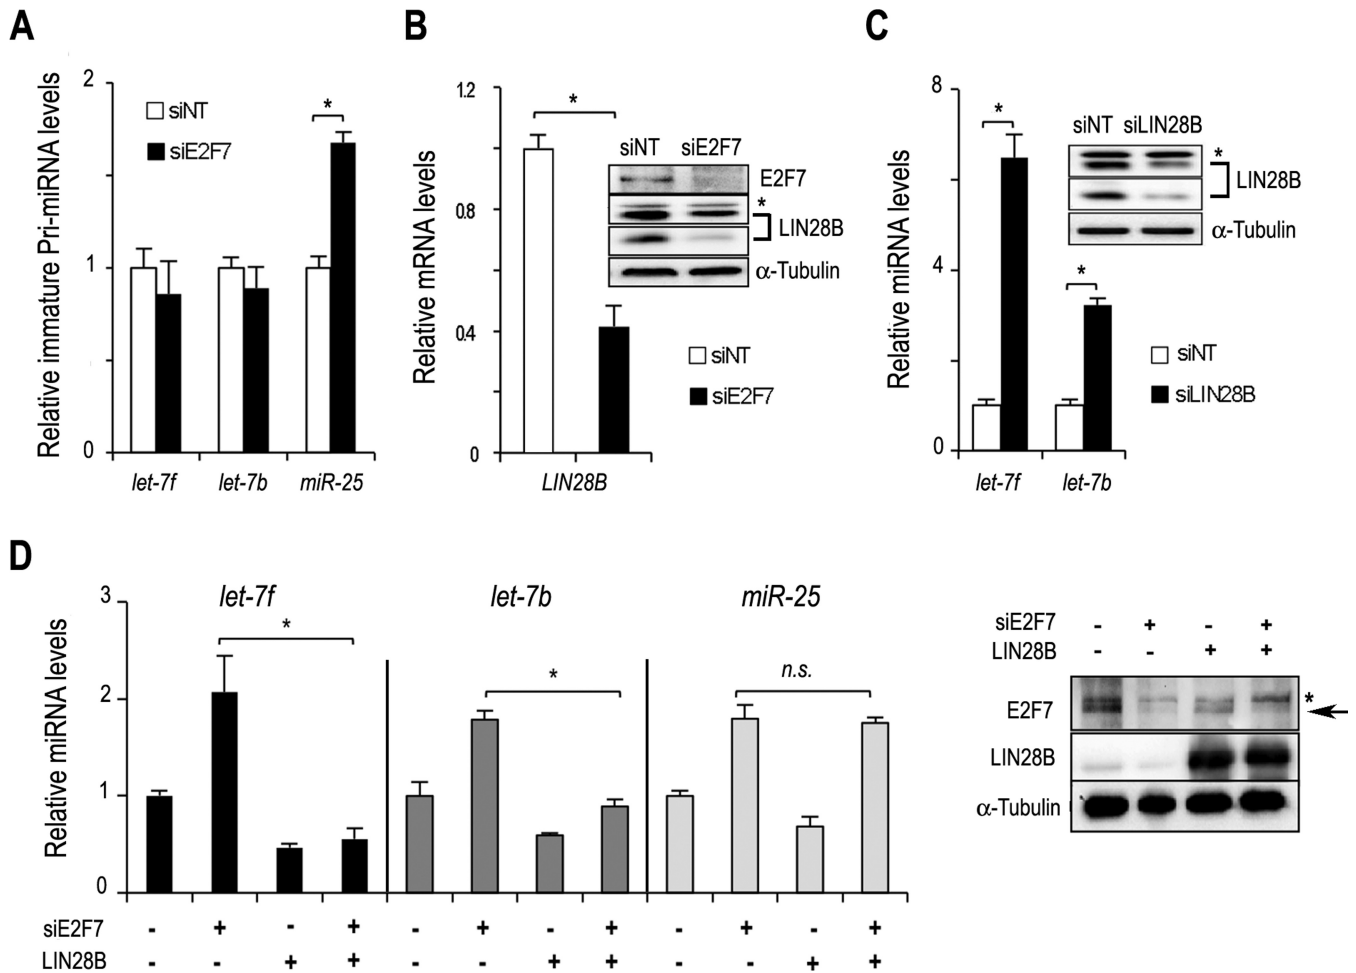 A
Relative immature Pri-miRNA levels
2
1
0
siNT
siE2F7
*
let-7f
let-7b
miR-25
B
Relative mRNA levels
1.2
0.8
0.4
0
*
siNT siE2F7
E2F7
*
LIN28B
α-Tubulin
siNT
siE2F7
LIN28B
C
Relative miRNA levels
8
4
0
*
*
siNT siLIN28B
*
LIN28B
α-Tubulin
siNT
siLIN28B
let-7f
let-7b
D
Relative miRNA levels
3
2
1
0
let-7f
let-7b
miR-25
*
*
n.s.
siE2F7 - + - + - + - + - + - +
LIN28B - - + + - - + + - - + +
siE2F7 - + - +
LIN28B - - + +
E2F7
*
LIN28B
α-Tubulin